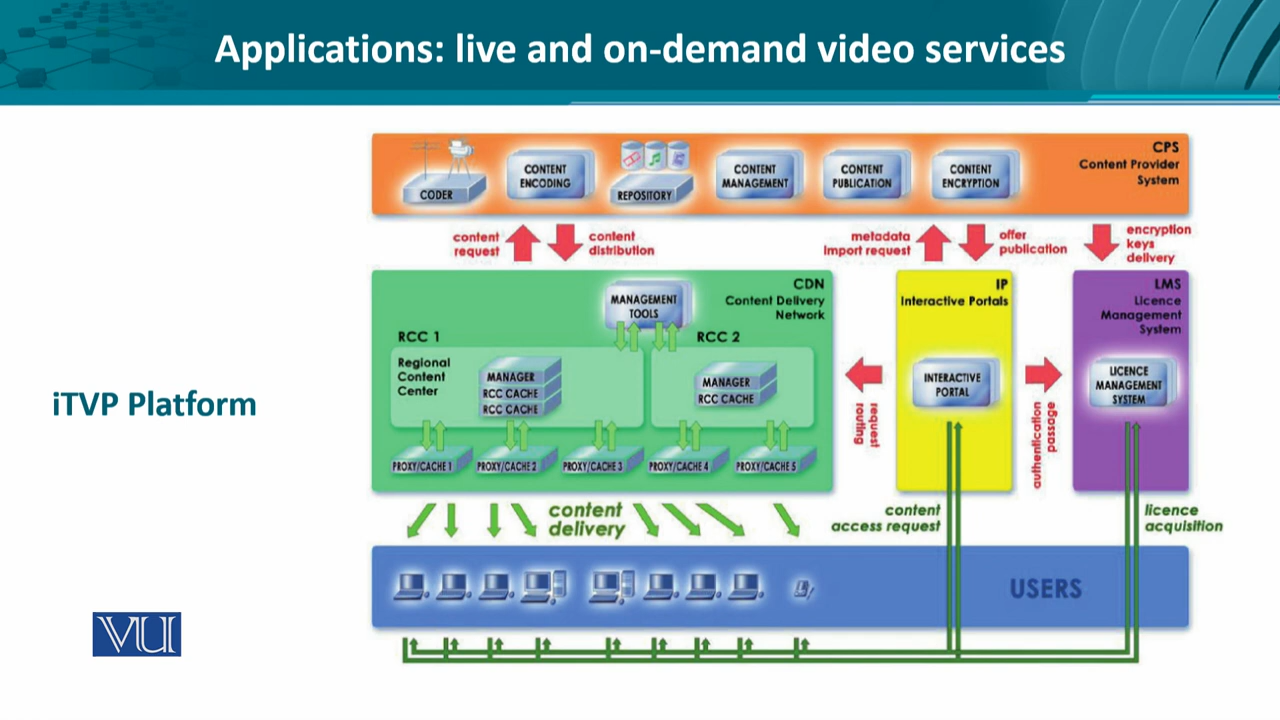 Applications: live and on-demand video services
iTVP Platform
VU
CPS
Content Provider
System
CODER
CONTENT
ENCODING
REPOSITORY
CONTENT
MANAGEMENT
CONTENT
PUBLICATION
CONTENT
ENCRYPTION
content
request
content
distribution
metadata
import request
offer
publication
encryption
keys
delivery
CDN
Content Delivery
Network
MANAGEMENT
TOOLS
RCC 1
Regional
Content
Center
MANAGER
RCC CACHE
RCC CACHE
RCC 2
MANAGER
RCC CACHE
PROXY/CACHE 1
PROXY/CACHE 2
PROXY/CACHE 3
PROXY/CACHE 4
PROXY/CACHE 5
request
routing
IP
Interactive Portals
INTERACTIVE
PORTAL
authentication
passage
LMS
Licence
Management
System
LICENCE
MANAGEMENT
SYSTEM
content
delivery
content
access request
licence
acquisition
USERS